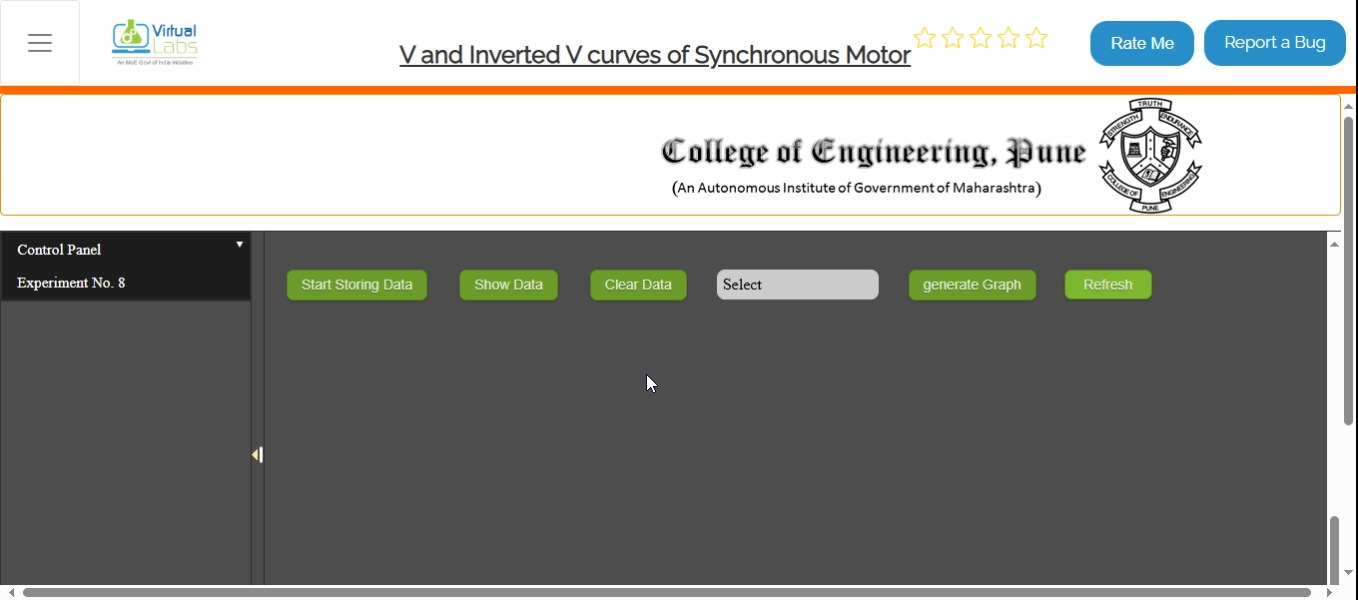 Virtual
Labs
An MoE Govt of India Initiative
V and Inverted V curves of Synchronous Motor
Rate Me
Report a Bug
College of Engineering, Pune
(An Autonomous Institute of Government of Maharashtra)
TRUTH
STRENGTH
ENDURANCE
COLLEGE OF
ENGINEERING
PUNE
Control Panel
Experiment No. 8
Start Storing Data
Show Data
Clear Data
Select
generate Graph
Refresh